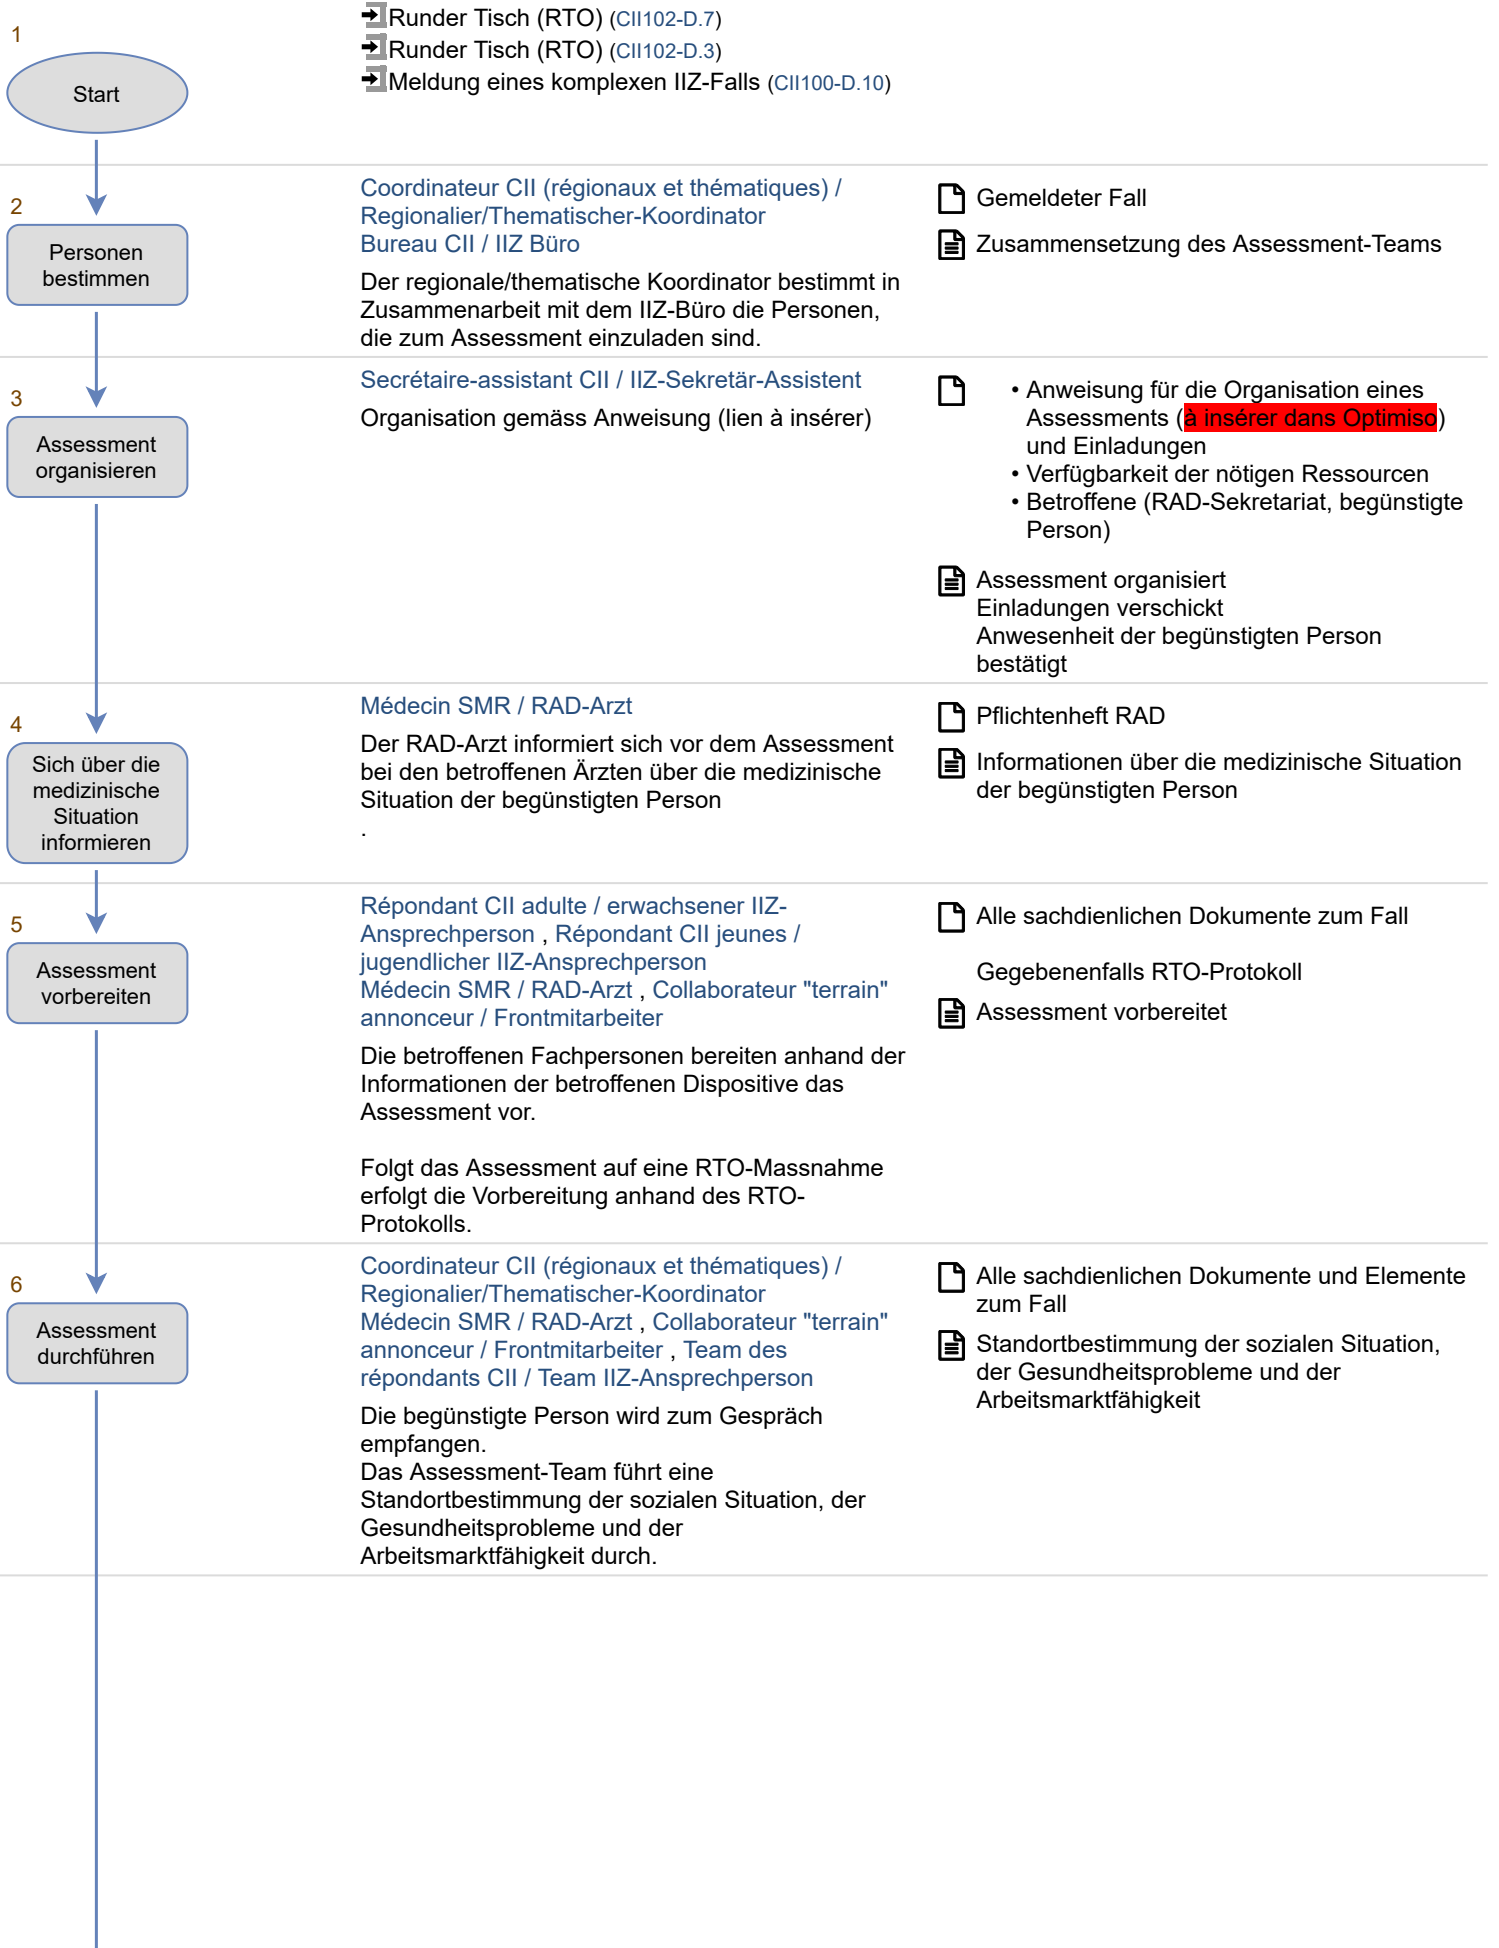 1
Start
Runder Tisch (RTO) (CII102-D.7)
Runder Tisch (RTO) (CII102-D.3)
Meldung eines komplexen IIZ-Falls (CII100-D.10)
2
Personen
bestimmen
Coordinateur CII (régionaux et thématiques) /
Regionalier/Thematischer-Koordinator
Bureau CII / IIZ Büro
Der regionale/thematische Koordinator bestimmt in
Zusammenarbeit mit dem IIZ-Büro die Personen,
die zum Assessment einzuladen sind.
Gemeldeter Fall
Zusammensetzung des Assessment-Teams
3
Assessment
organisieren
Secrétaire-assistant CII / IIZ-Sekretär-Assistent
Organisation gemäss Anweisung (lien à insérer)
• Anweisung für die Organisation eines
Assessments (à insérer dans Optimiso)
und Einladungen
• Verfügbarkeit der nötigen Ressourcen
• Betroffene (RAD-Sekretariat, begünstigte
Person)
Assessment organisiert
Einladungen verschickt
Anwesenheit der begünstigten Person
bestätigt
4
Sich über die
medizinische
Situation
informieren
Médecin SMR / RAD-Arzt
Der RAD-Arzt informiert sich vor dem Assessment
bei den betroffenen Ärzten über die medizinische
Situation der begünstigten Person
.
Pflichtenheft RAD
Informationen über die medizinische Situation
der begünstigten Person
5
Assessment
vorbereiten
Répondant CII adulte / erwachsener IIZ-
Ansprechperson , Répondant CII jeunes /
jugendlicher IIZ-Ansprechperson
Médecin SMR / RAD-Arzt , Collaborateur "terrain"
annonceur / Frontmitarbeiter
Die betroffenen Fachpersonen bereiten anhand der
Informationen der betroffenen Dispositive das
Assessment vor.
Folgt das Assessment auf eine RTO-Massnahme
erfolgt die Vorbereitung anhand des RTO-
Protokolls.
Alle sachdienlichen Dokumente zum Fall
Gegebenenfalls RTO-Protokoll
Assessment vorbereitet
6
Assessment
durchführen
Coordinateur CII (régionaux et thématiques) /
Regionalier/Thematischer-Koordinator
Médecin SMR / RAD-Arzt , Collaborateur "terrain"
annonceur / Frontmitarbeiter , Team des
répondants CII / Team IIZ-Ansprechperson
Die begünstigte Person wird zum Gespräch
empfangen.
Das Assessment-Team führt eine
Standortbestimmung der sozialen Situation, der
Gesundheitsprobleme und der
Arbeitsmarktfähigkeit durch.
Alle sachdienlichen Dokumente und Elemente
zum Fall
Standortbestimmung der sozialen Situation,
der Gesundheitsprobleme und der
Arbeitsmarktfähigkeit